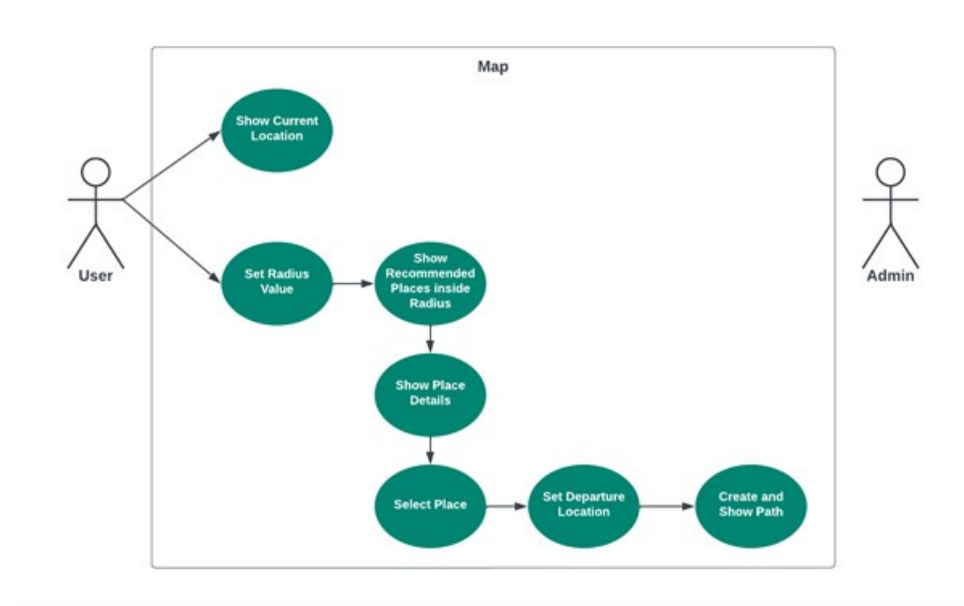 Map
Show Current
Location
User
Admin
Set Radius
Value
Show
Recommended
Places inside
Radius
Show Place
Details
Select Place
Set Departure
Location
Create and
Show Path